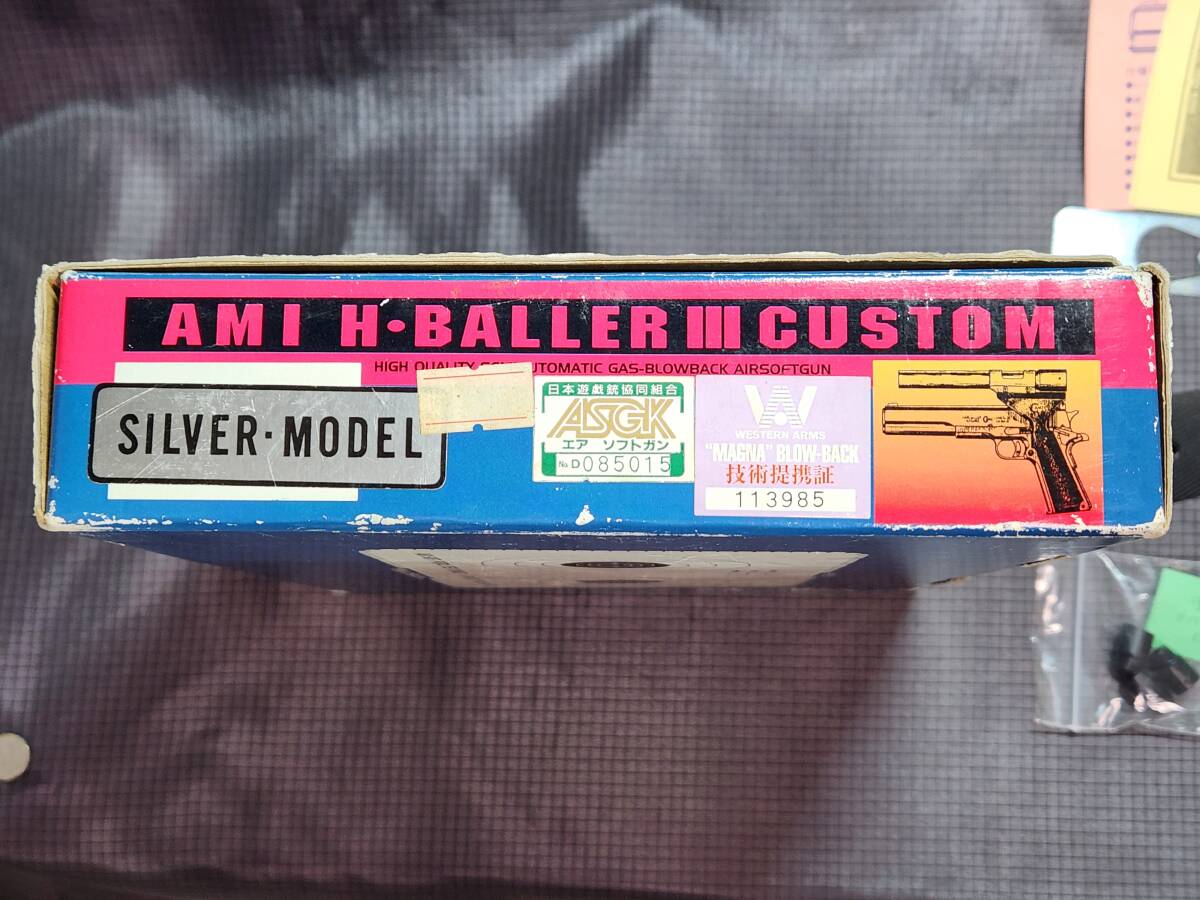 AMI H・BALLER III CUSTOM
HIGH QUALITY AUTOMATIC GAS-BLOWBACK AIRSOFTGUN
SILVER・MODEL
日本遊戯銃協同組合
ASGK
エア ソフトガン
No.D085015
WESTERN ARMS
"MAGNA" BLOW-BACK
技術提携証
113985